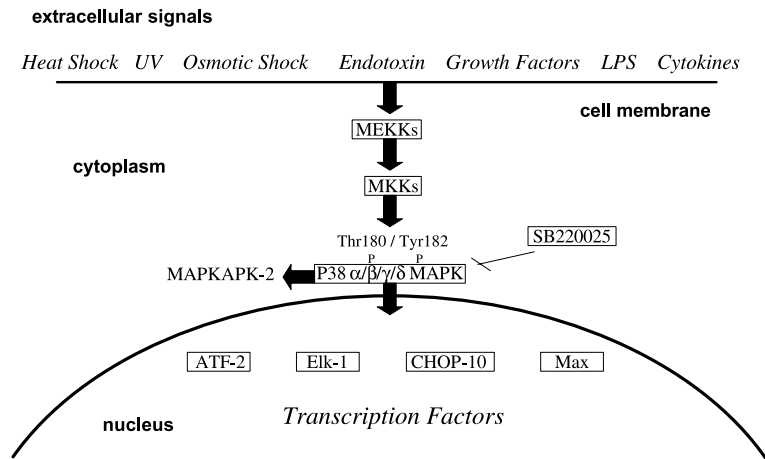 extracellular signals
Heat Shock UV Osmotic Shock Endotoxin Growth Factors LPS Cytokines
cell membrane
MEKKs
cytoplasm
MKKs
SB220025
Thr180 / Tyr182
P P
MAPKAPK-2 P38 α/β/γ/δ MAPK
ATF-2 Elk-1 CHOP-10 Max
Transcription Factors
nucleus